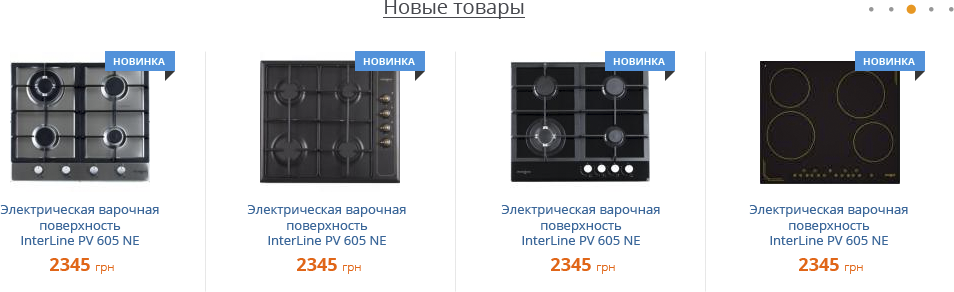 Новые товары
НОВИНКА
НОВИНКА
НОВИНКА
НОВИНКА
Электрическая варочная
поверхность
InterLine PV 605 NE
2345 грн
Электрическая варочная
поверхность
InterLine PV 605 NE
2345 грн
Электрическая варочная
поверхность
InterLine PV 605 NE
2345 грн
Электрическая варочная
поверхность
InterLine PV 605 NE
2345 грн